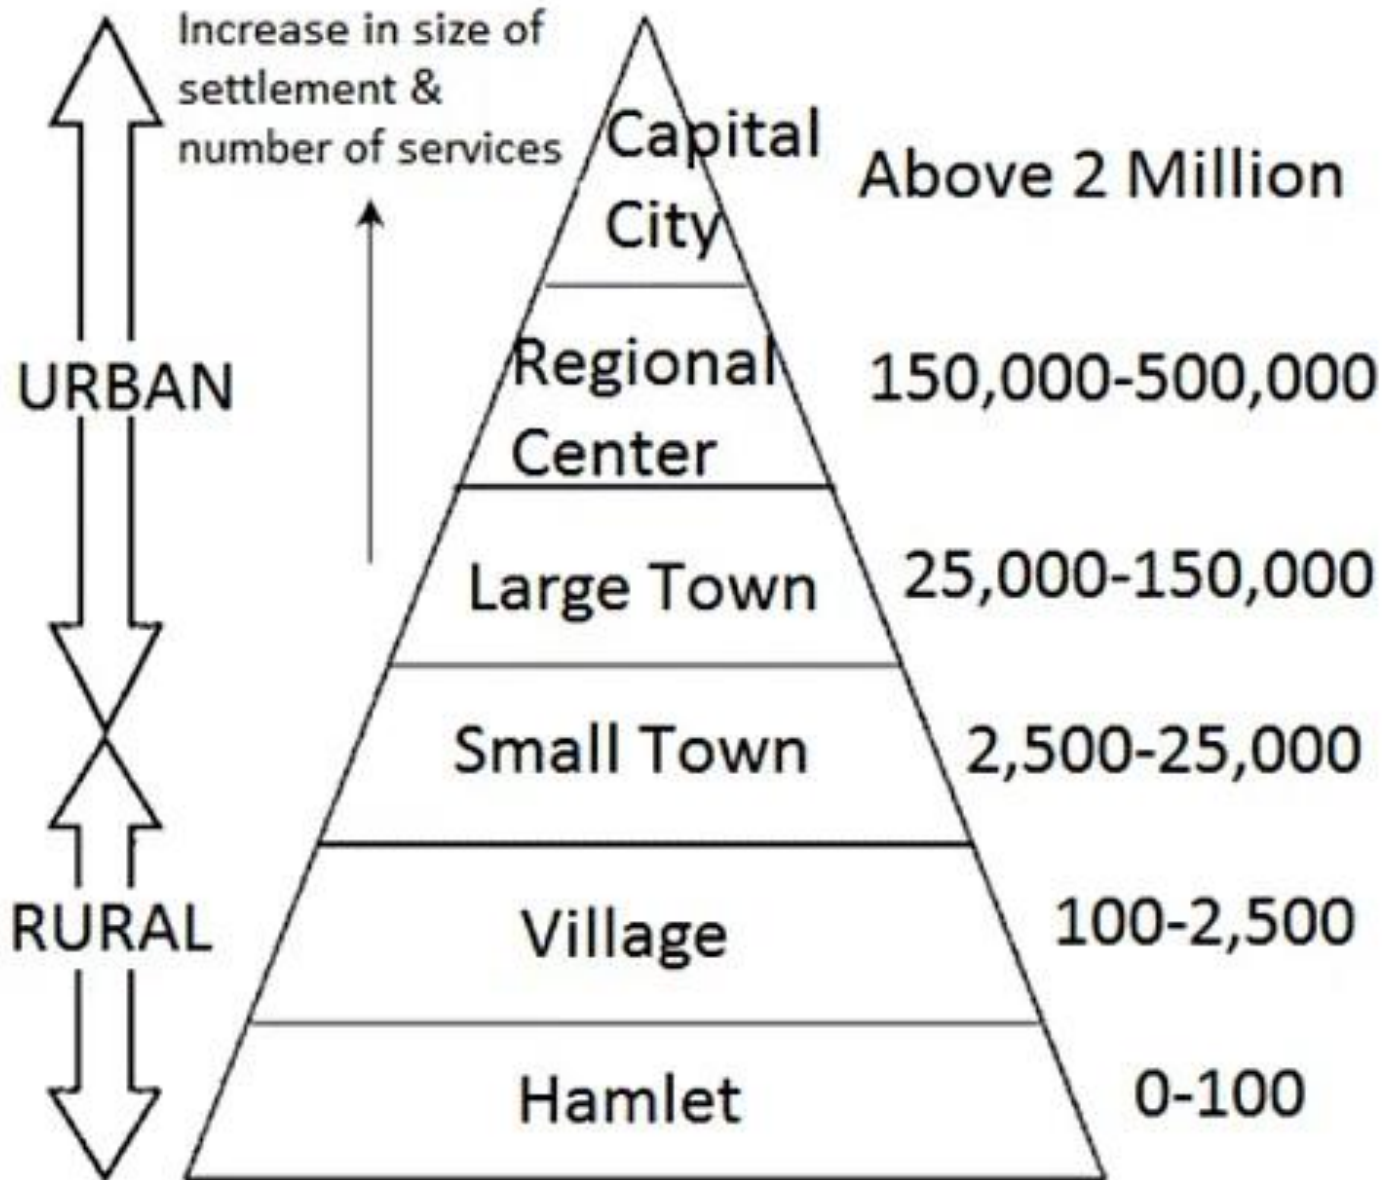 Increase in size of
settlement &
number of services
Capital
City
Above 2 Million
URBAN
Regional
Center
150,000-500,000
Large Town
25,000-150,000
Small Town
2,500-25,000
RURAL
Village
100-2,500
Hamlet
0-100